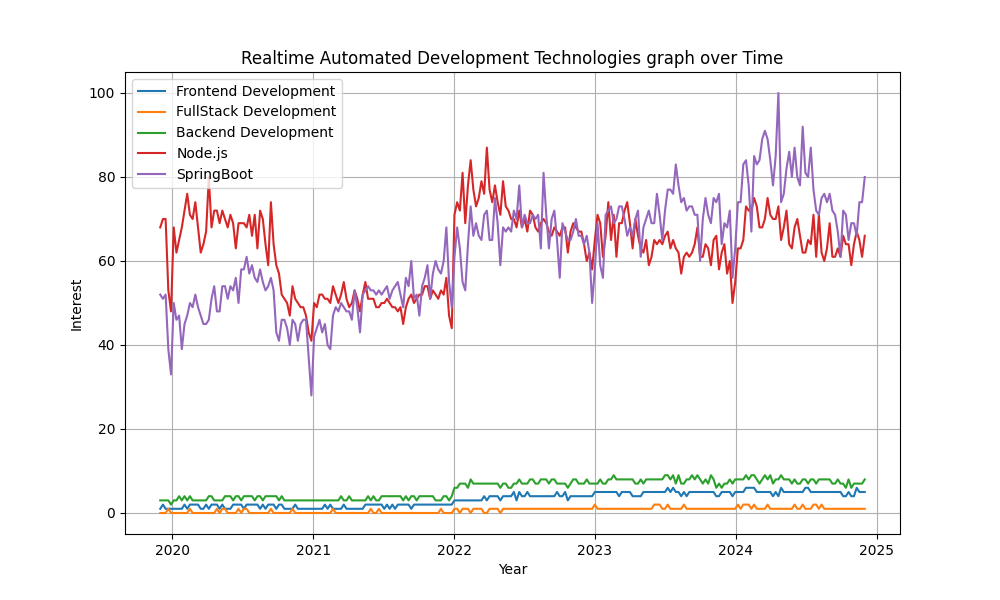 Realtime Automated Development Technologies graph over Time
100
80
60
40
20
0
Interest
Frontend Development
FullStack Development
Backend Development
Node.js
SpringBoot
2020
2021
2022
2023
2024
2025
Year